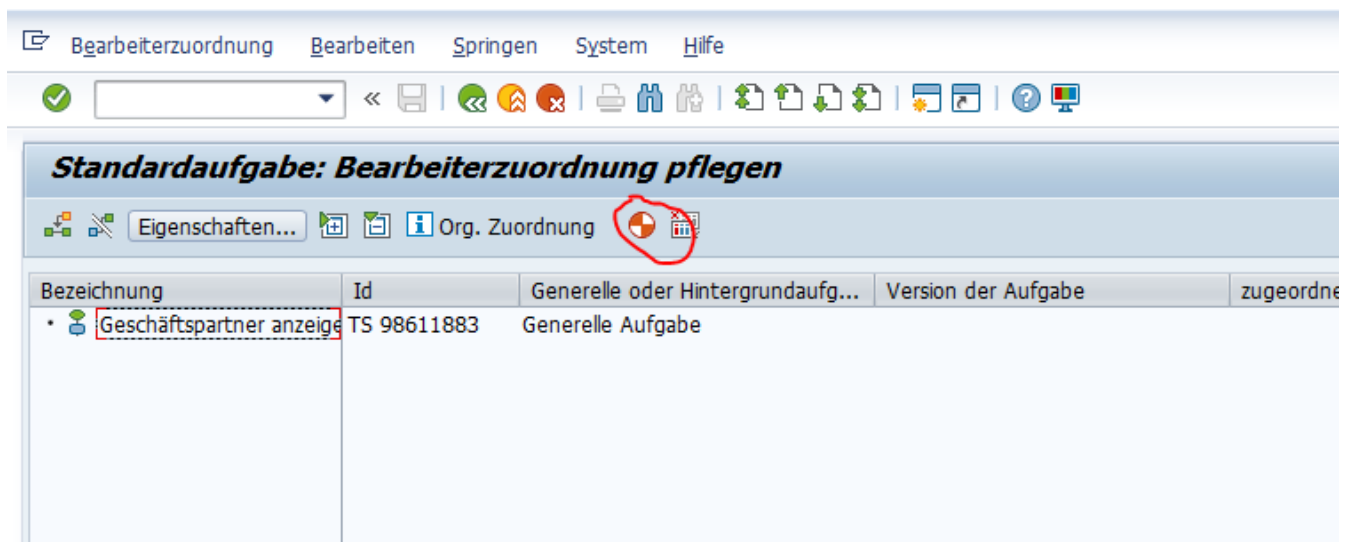 Bearbeiterzuordnung Bearbeiten Springen System Hilfe
Standardaufgabe: Bearbeiterzuordnung pflegen
Eigenschaften... Org. Zuordnung
Bezeichnung Id Generelle oder Hintergrundaufg... Version der Aufgabe zugeordne
Geschäftspartner anzeige TS 98611883 Generelle Aufgabe